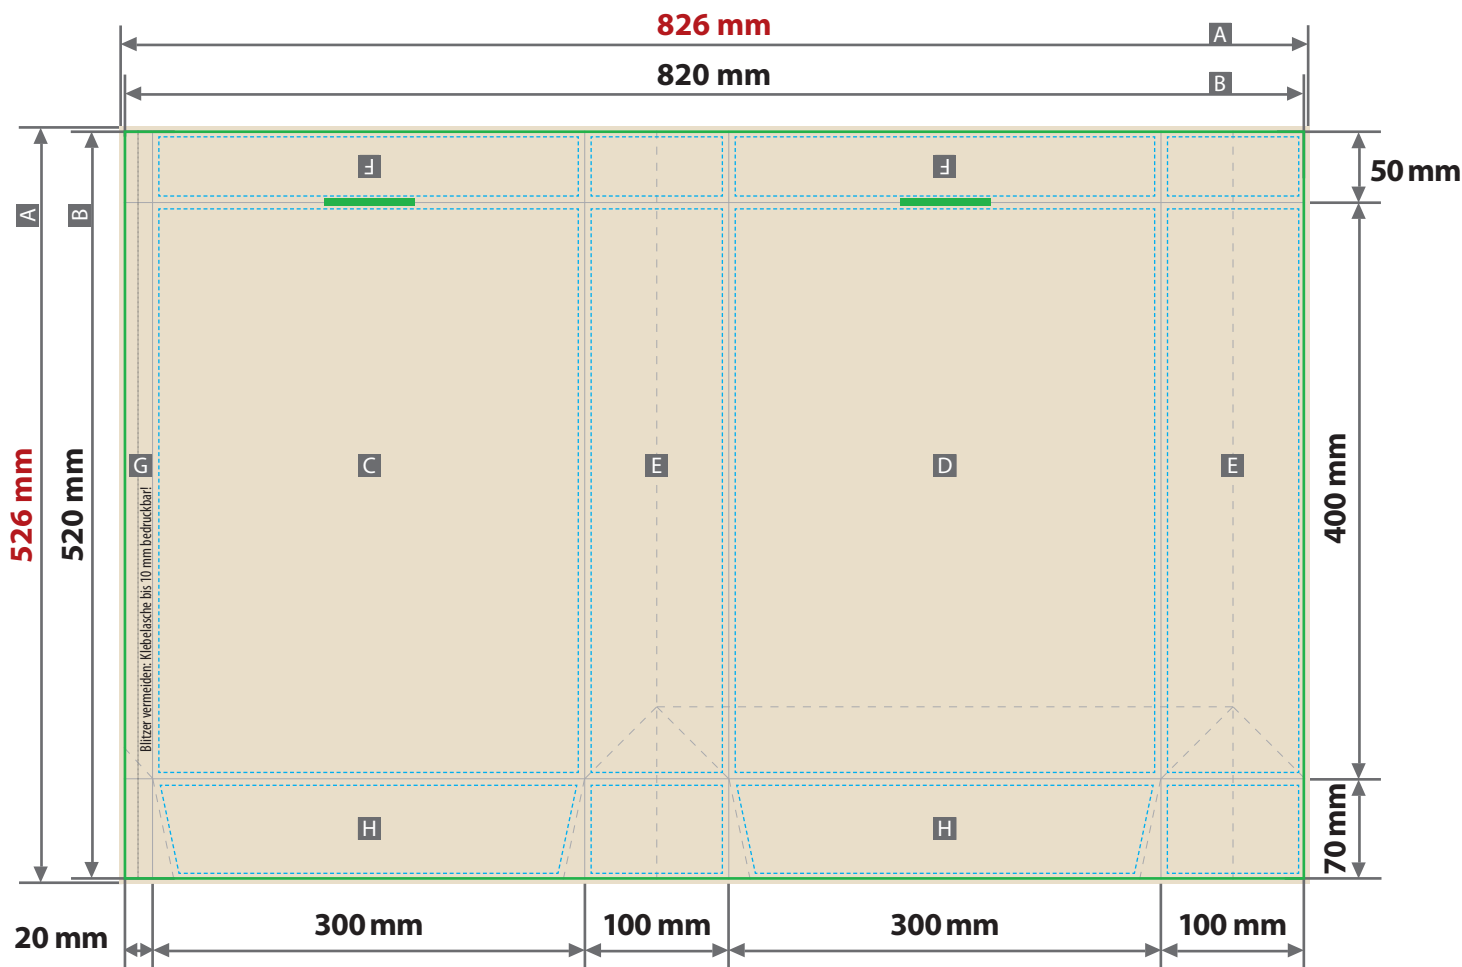 826 mm
A
820 mm
B
F
F
50 mm
A
B
G
C
E
D
E
526 mm
520 mm
400 mm
Blitzer vermeiden: Klebelasche bis 10 mm bedruckbar!
H
H
70 mm
20 mm
300 mm
100 mm
300 mm
100 mm